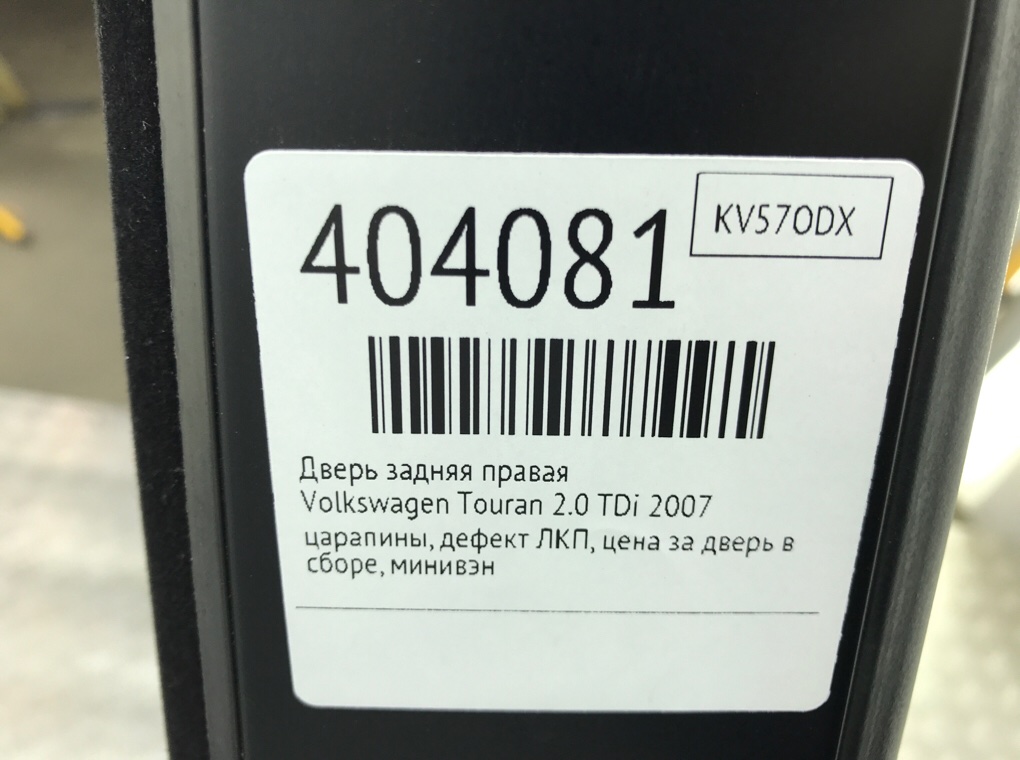 404081
KV570DX
Дверь задняя правая
Volkswagen Touran 2.0 TDi 2007
царапины, дефект ЛКП, цена за дверь в
сборе, минивэн